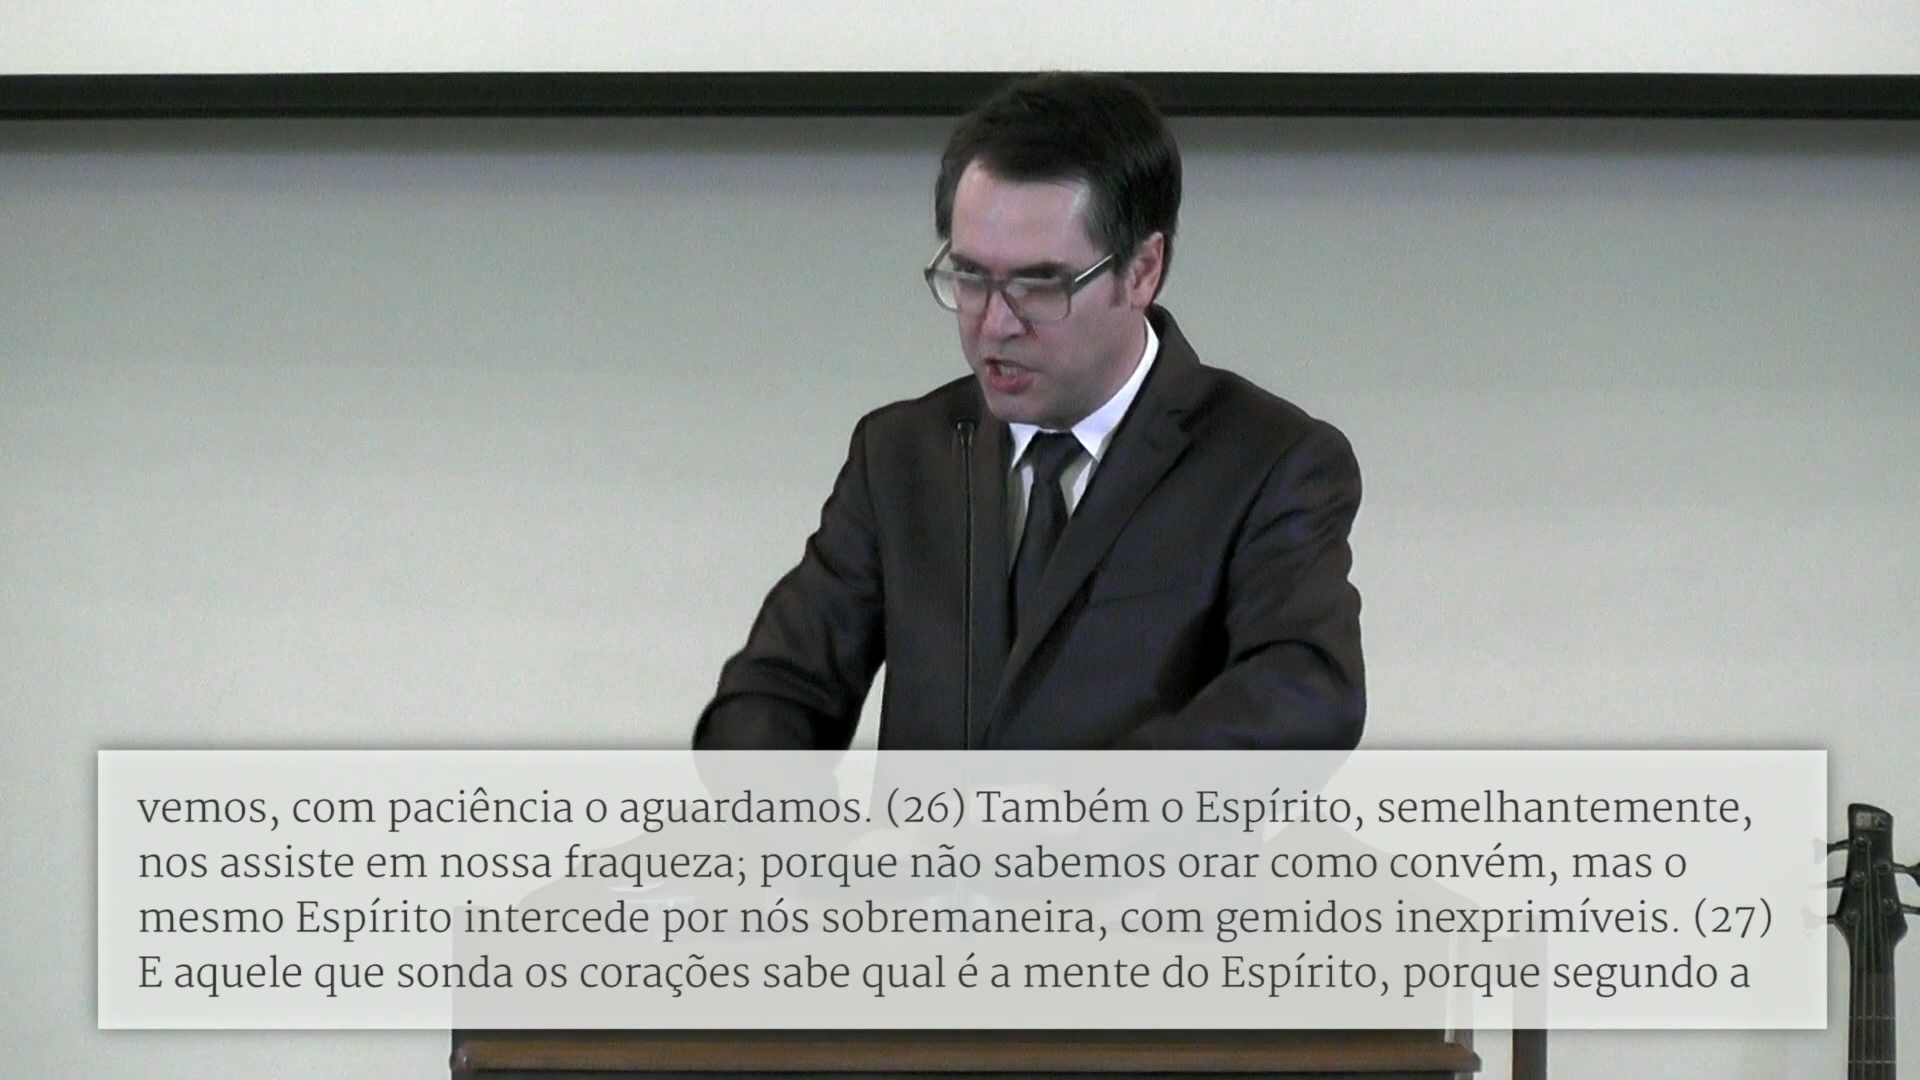 vemos, com paciência o aguardamos. (26) Também o Espírito, semelhantemente,
nos assiste em nossa fraqueza; porque não sabemos orar como convém, mas o
mesmo Espírito intercede por nós sobremaneira, com gemidos inexprimíveis. (27)
E aquele que sonda os corações sabe qual é a mente do Espírito, porque segundo a